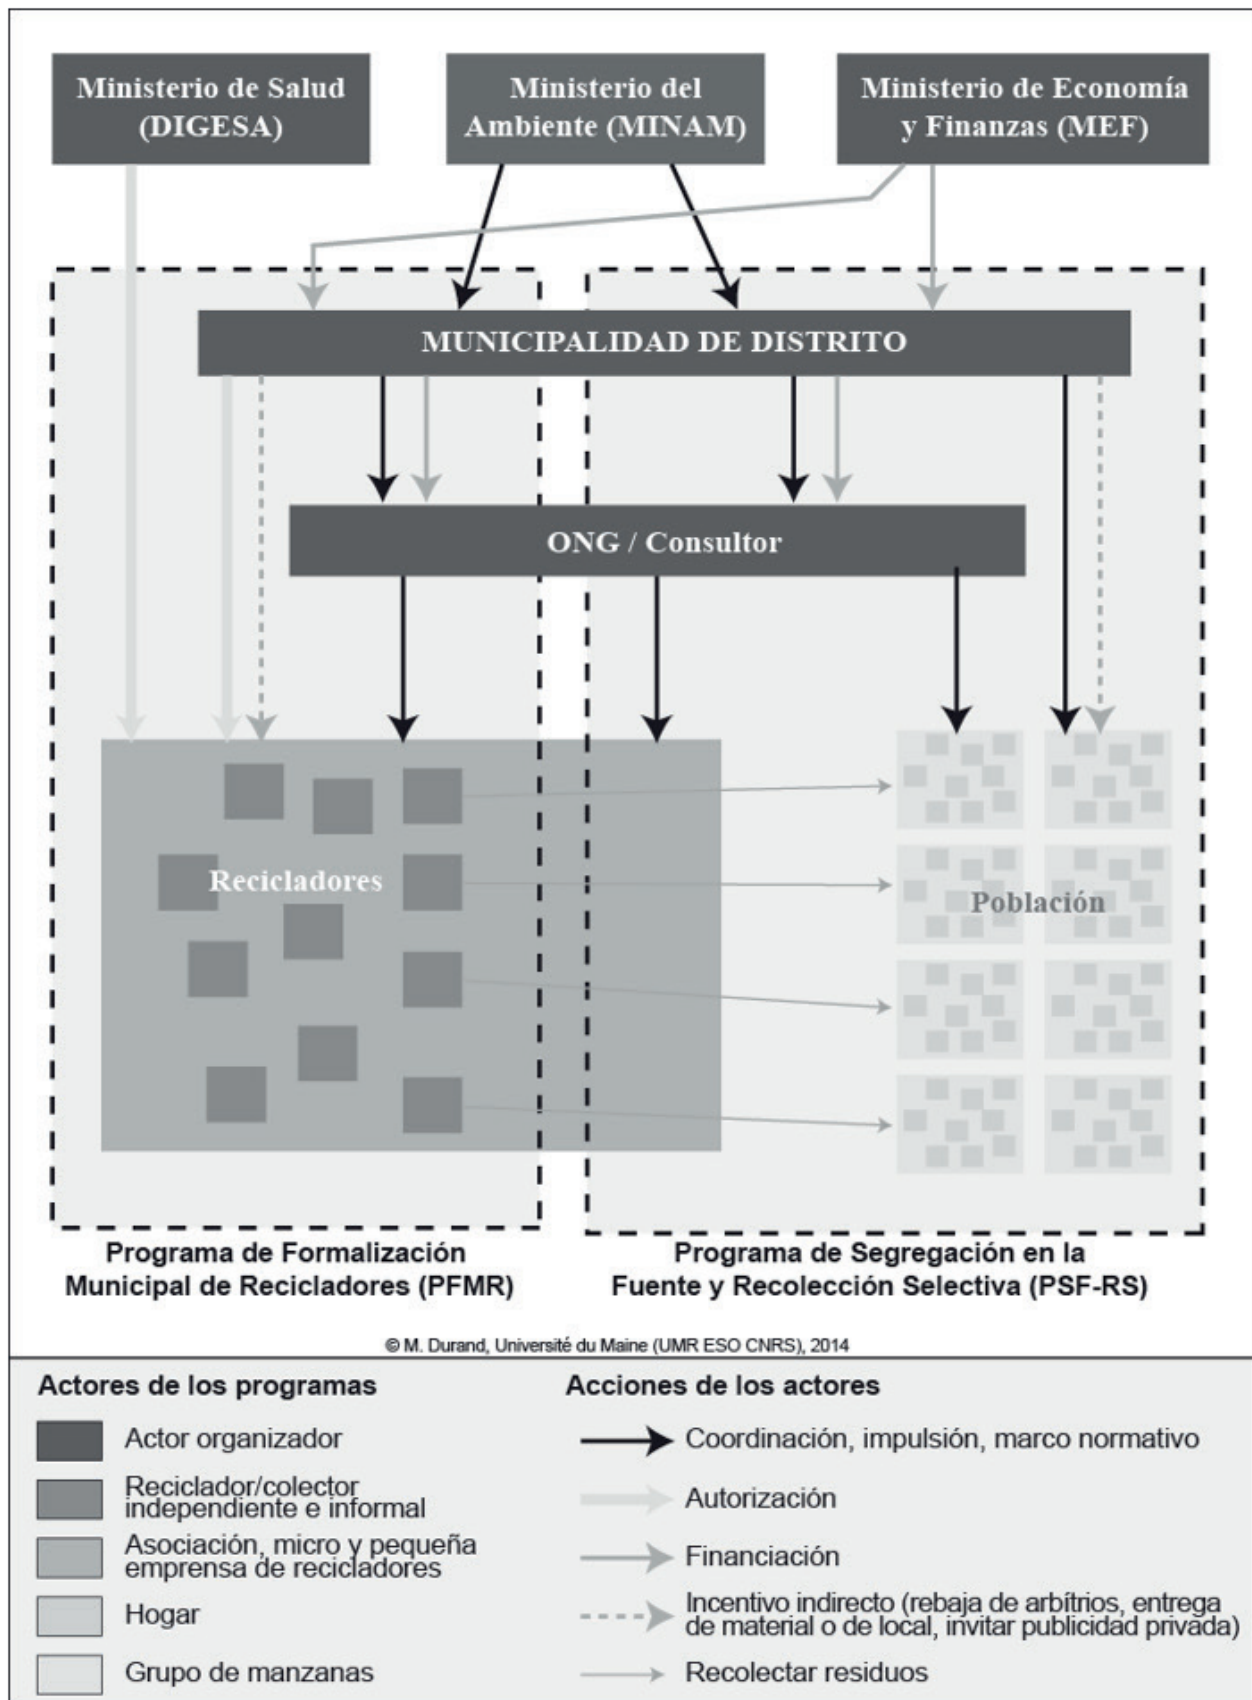 Ministerio de Salud
(DIGESA)
Ministerio del
Ambiente (MINAM)
Ministerio de Economía
y Finanzas (MEF)
MUNICIPALIDAD DE DISTRITO
ONG / Consultor
Recicladores
Población
Programa de Formalización
Municipal de Recicladores (PFMR)
Programa de Segregación en la
Fuente y Recolección Selectiva (PSF-RS)
© M. Durand, Université du Maine (UMR ESO CNRS), 2014
Actores de los programas
Actor organizador
Reciclador/colector
independiente e informal
Asociación, micro y pequeña
emprensa de recicladores
Hogar
Grupo de manzanas
Acciones de los actores
Coordinación, impulsión, marco normativo
Autorización
Financiación
Incentivo indirecto (rebaja de arbítrios, entrega
de material o de local, invitar publicidad privada)
Recolectar residuos